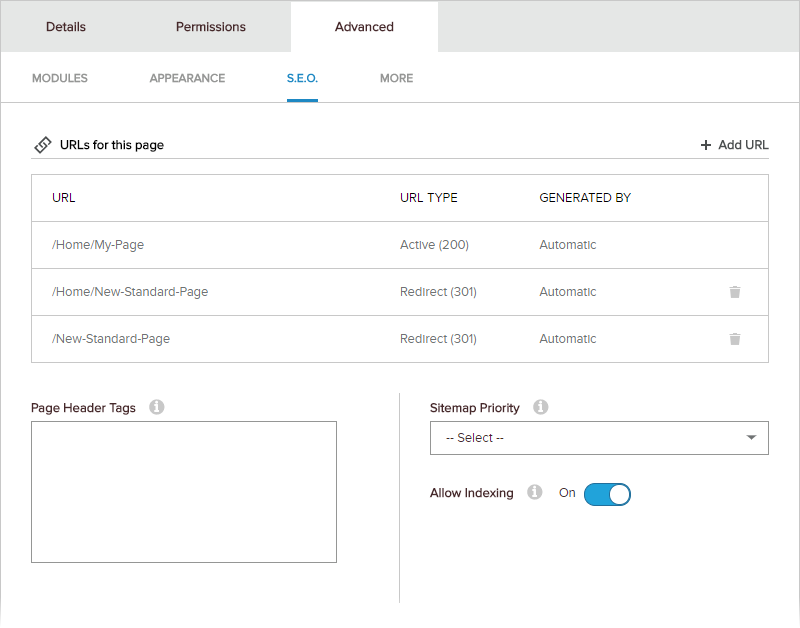 Details Permissions Advanced
MODULES APPEARANCE S.E.O. MORE
URLs for this page + Add URL
URL URL TYPE GENERATED BY
/Home/My-Page Active (200) Automatic
/Home/New-Standard-Page Redirect (301) Automatic
/New-Standard-Page Redirect (301) Automatic
Page Header Tags Sitemap Priority
-- Select --
Allow Indexing On